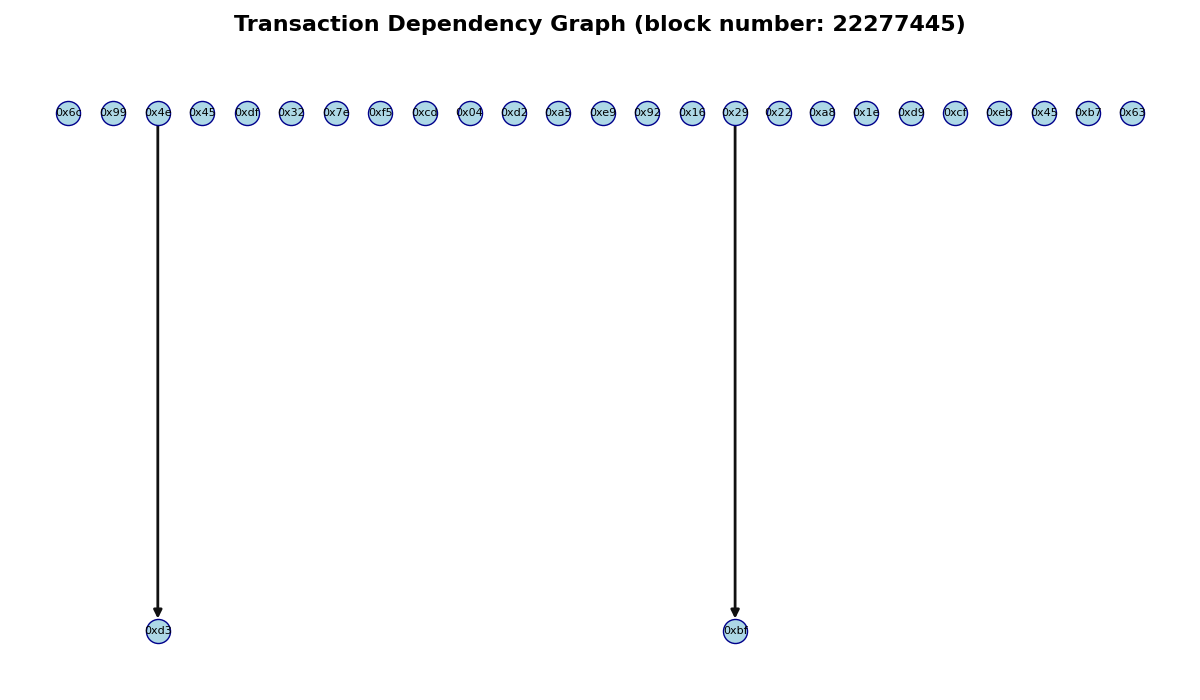 Transaction Dependency Graph (block number: 22277445)
0x6c 0x99 0x4e 0x45 0xdf 0x32 0x7e 0xf5 0xca 0x04 0xd2 0xa5 0xe9 0x92 0x16 0x29 0x22 0xa8 0x1e 0xd9 0xcf 0xeb 0x45 0xb7 0x63
0xd3 0xbf